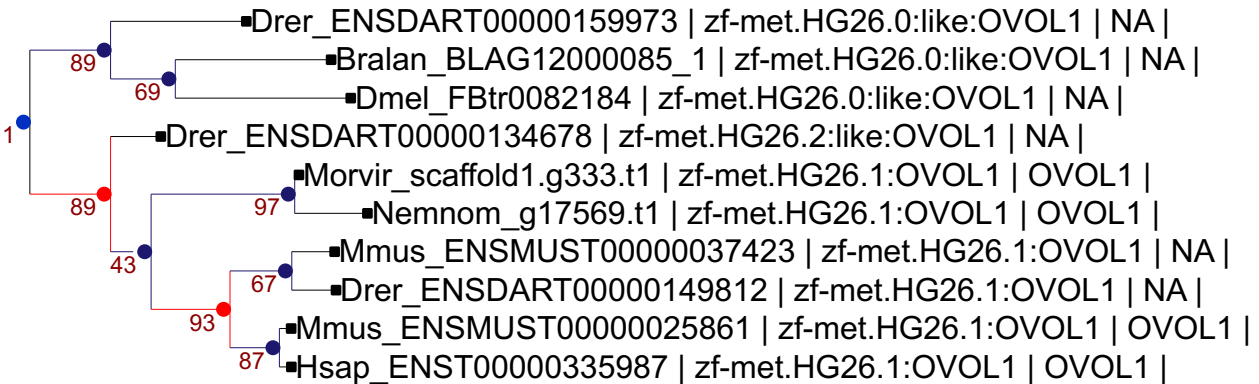 Drer_ENSDART00000159973 | zf-met.HG26.0:like:OVOL1 | NA |
89
Bralan_BLAG12000085_1 | zf-met.HG26.0:like:OVOL1 | NA |
69
Dmel_FBtr0082184 | zf-met.HG26.0:like:OVOL1 | NA |
1
Drer_ENSDART00000134678 | zf-met.HG26.2:like:OVOL1 | NA |
Morvir_scaffold1.g333.t1 | zf-met.HG26.1:OVOL1 | OVOL1 |
89
97
Nemnom_g17569.t1 | zf-met.HG26.1:OVOL1 | OVOL1 |
Mmus_ENSMUST00000037423 | zf-met.HG26.1:OVOL1 | NA |
43
67
Drer_ENSDART00000149812 | zf-met.HG26.1:OVOL1 | NA |
93
Mmus_ENSMUST00000025861 | zf-met.HG26.1:OVOL1 | OVOL1 |
87
Hsap_ENST00000335987 | zf-met.HG26.1:OVOL1 | OVOL1 |